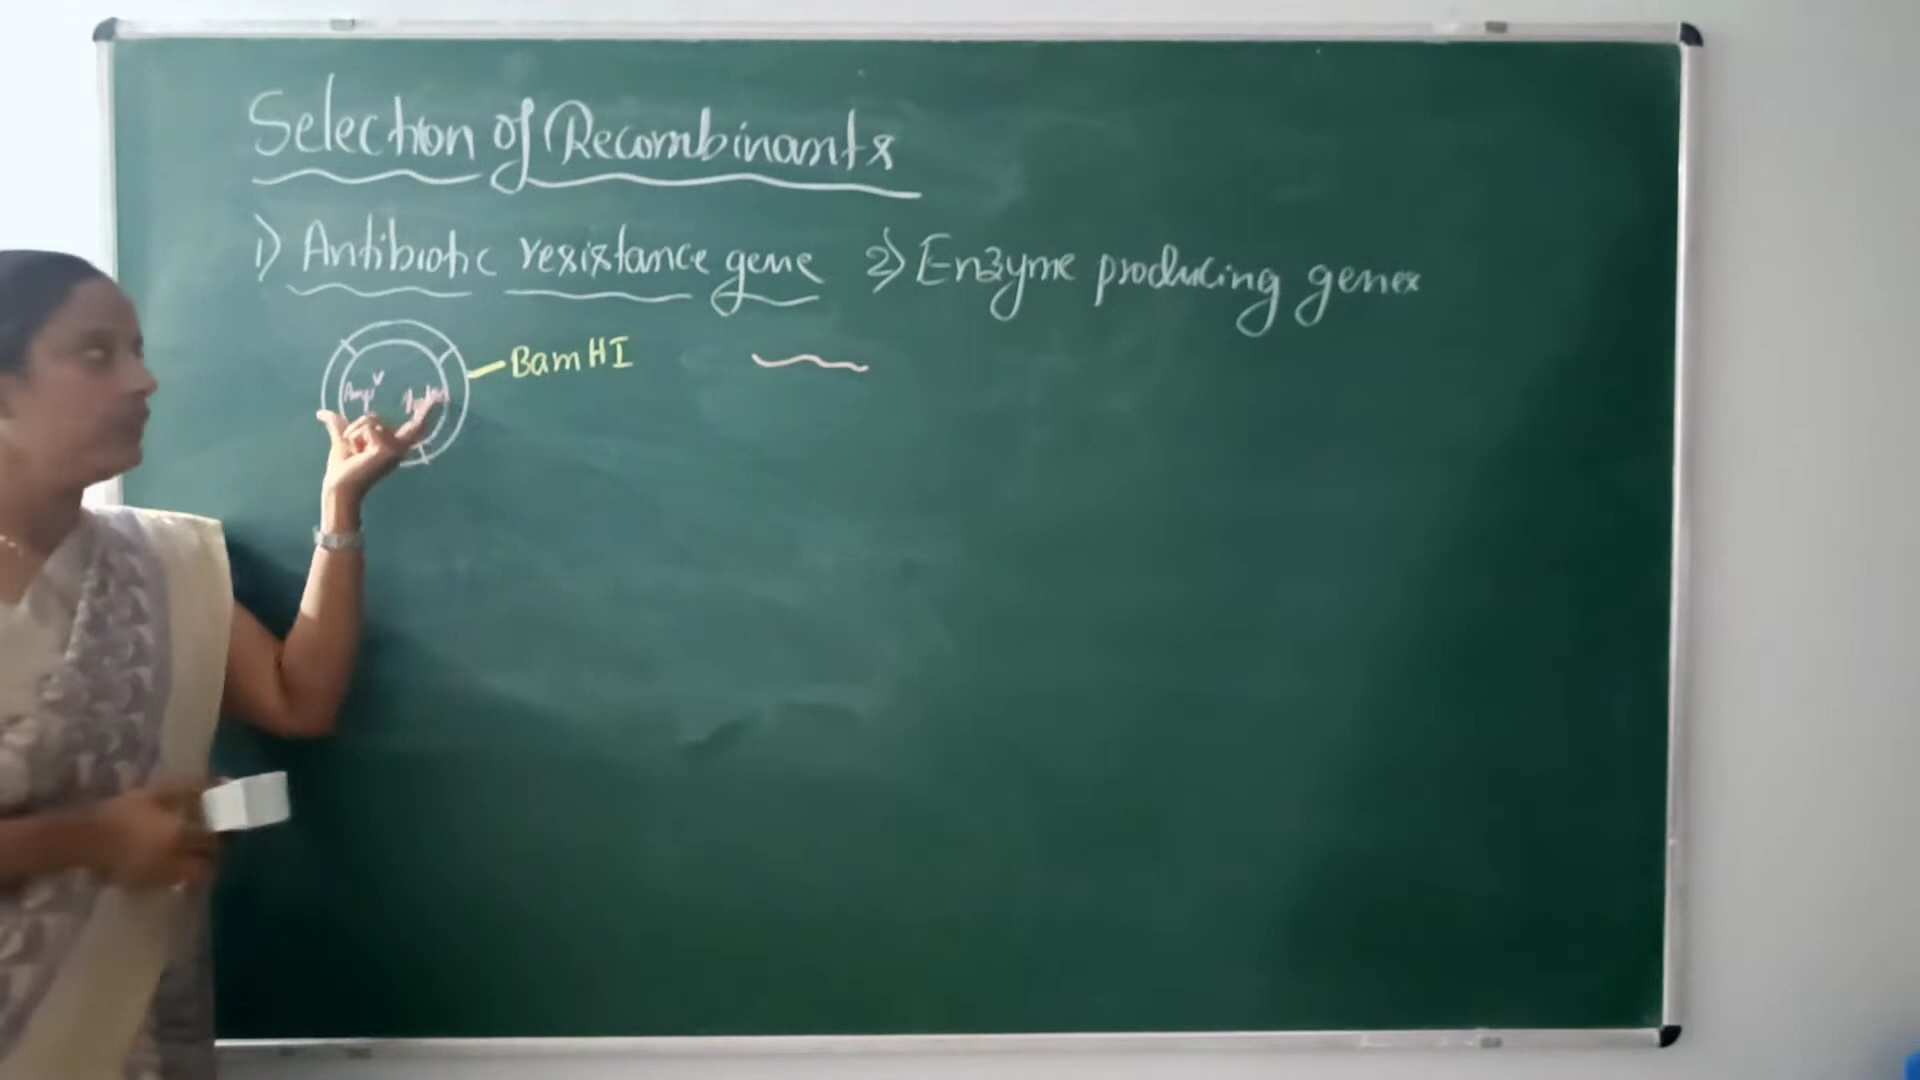 Selection of Recombinants
1) Antibiotic resistance gene 2) Enzyme producing genes
BamHI